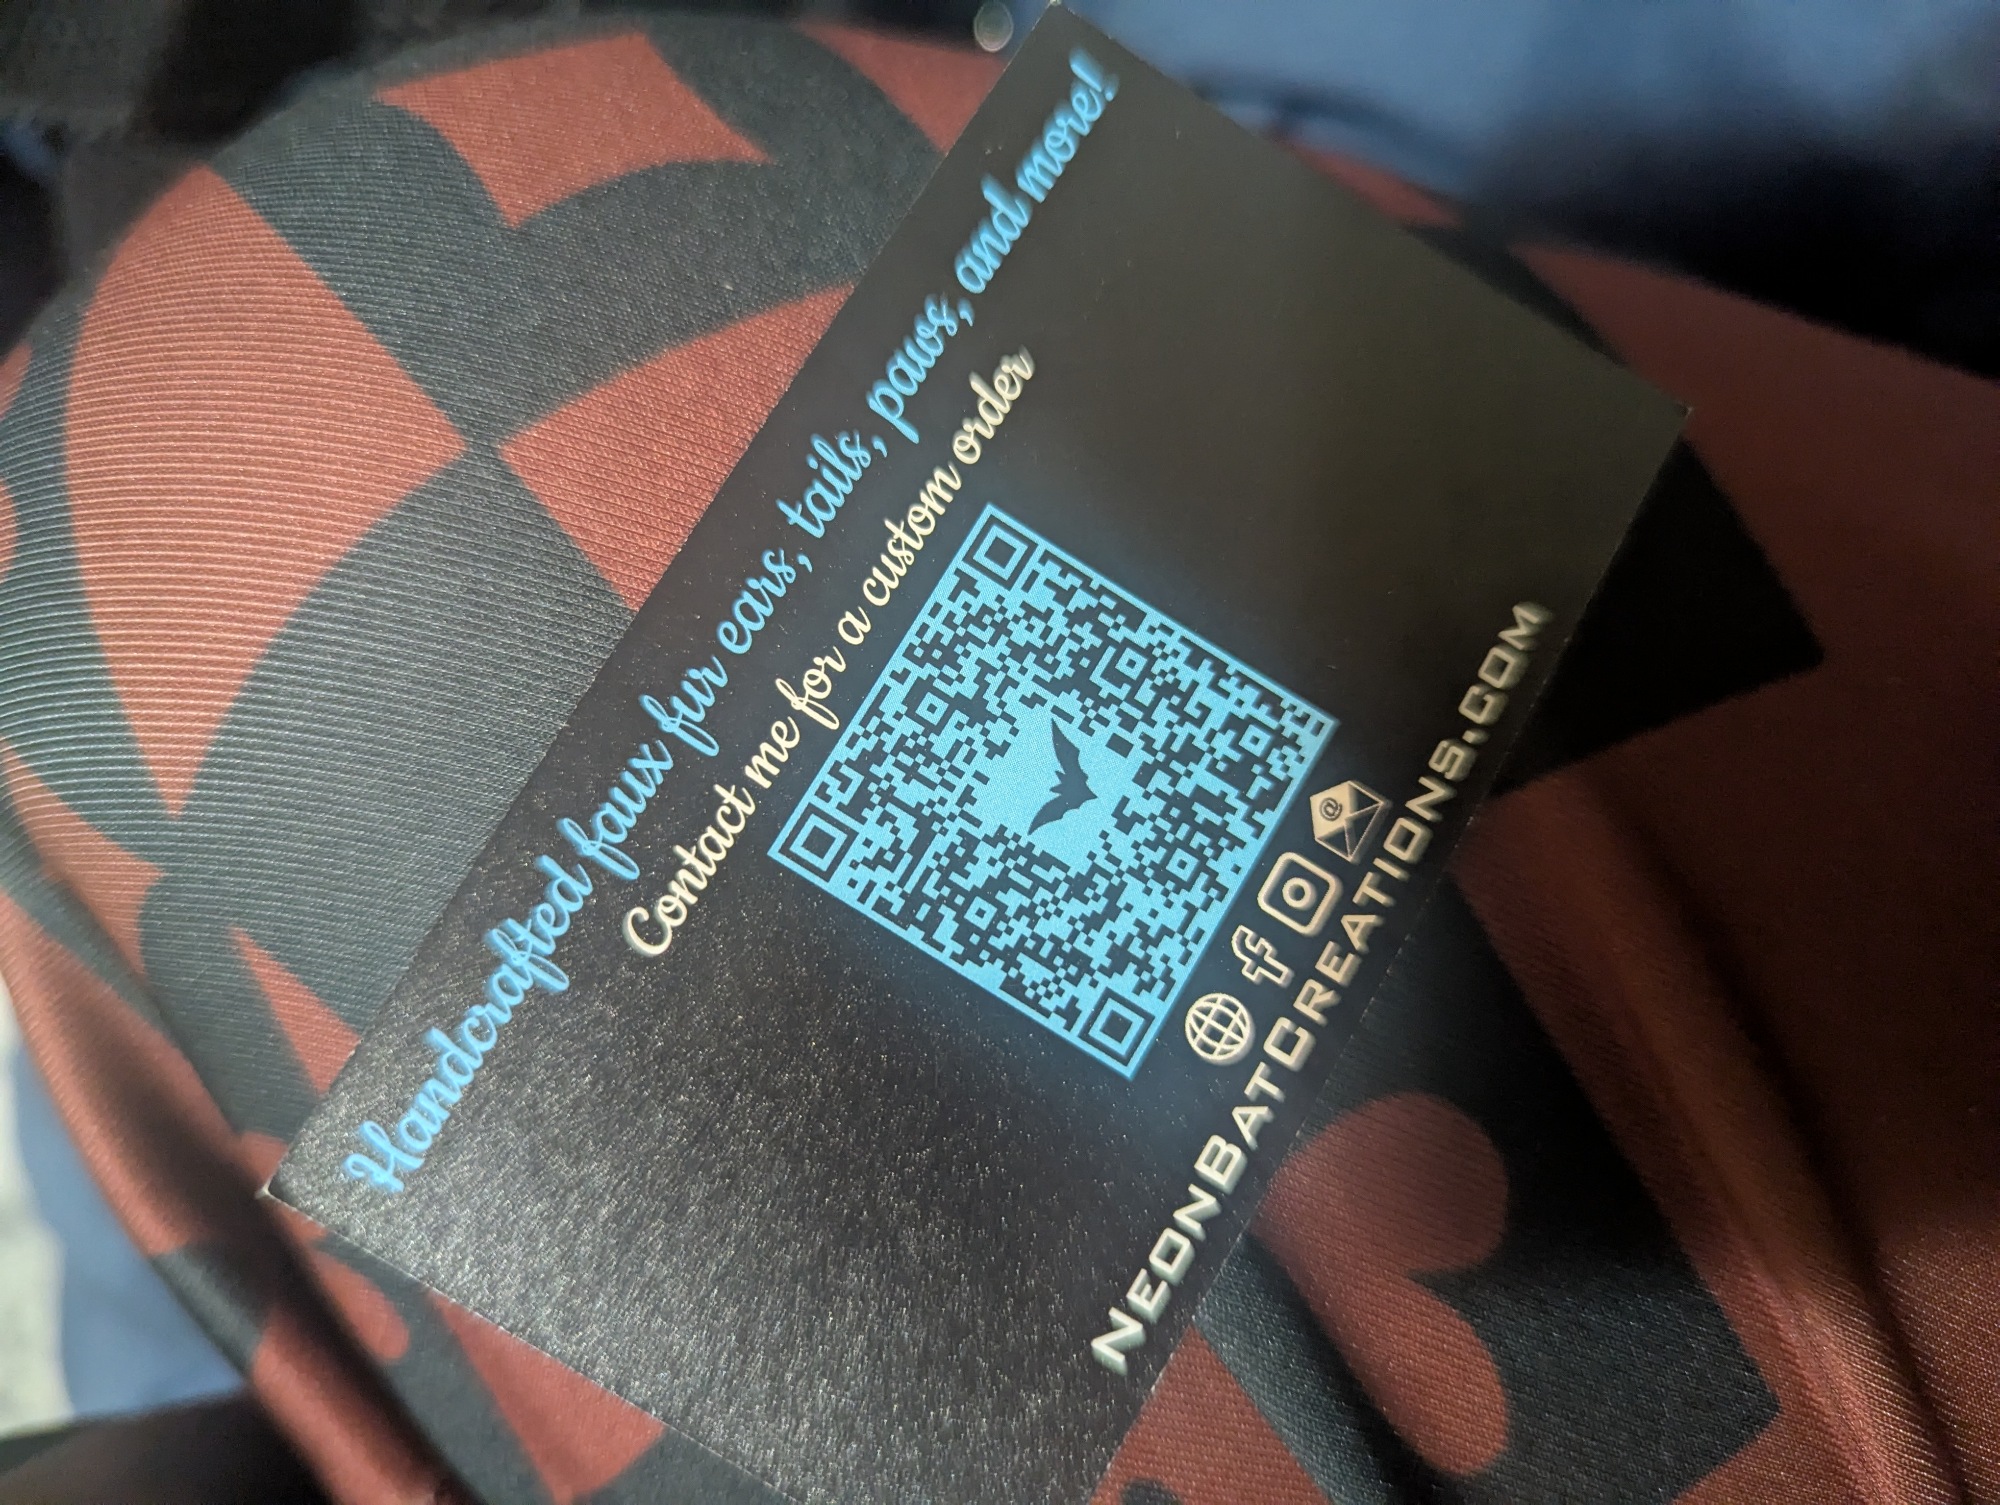 Handcrafted faux fur ears, tails, paws, and more!
Contact me for a custom order
@
NEONBATCREATIONS.COM